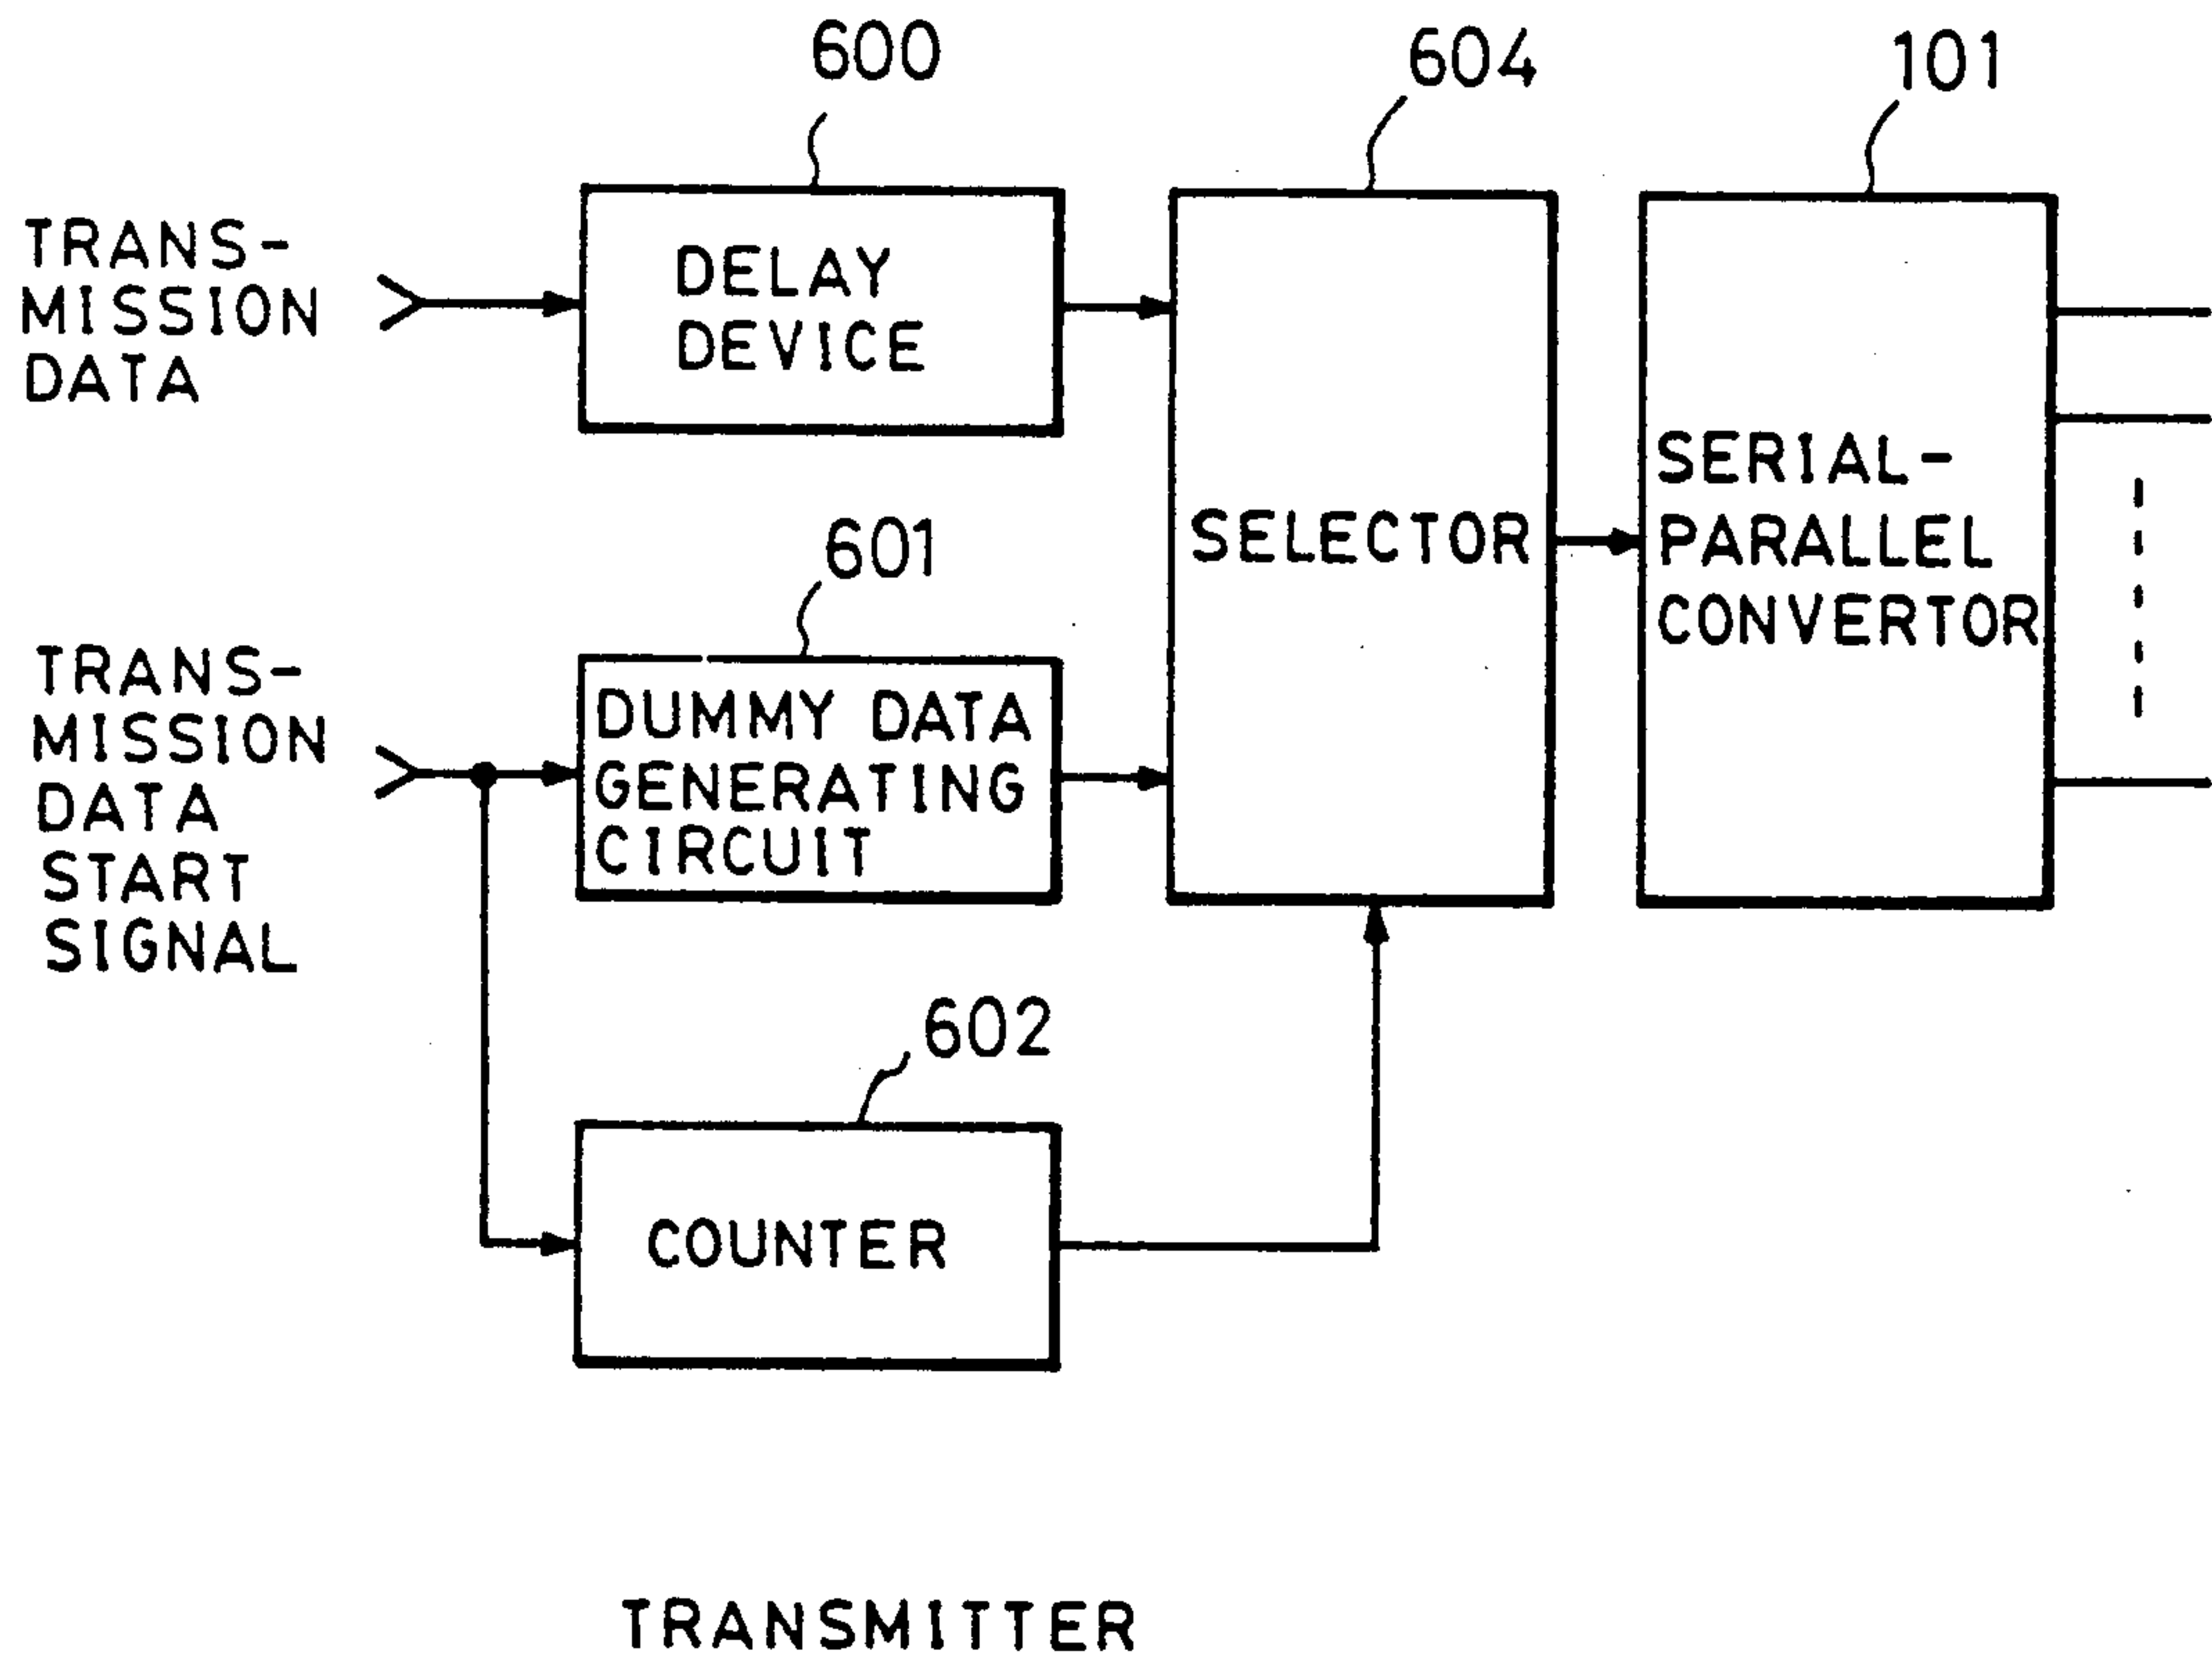 600
604
101
TRANS-
MISSION
DATA
DELAY
DEVICE
SELECTOR
SERIAL-
PARALLEL
CONVERTOR
601
TRANS-
MISSION
DATA
START
SIGNAL
DUMMY DATA
GENERATING
CIRCUIT
602
COUNTER
TRANSMITTER